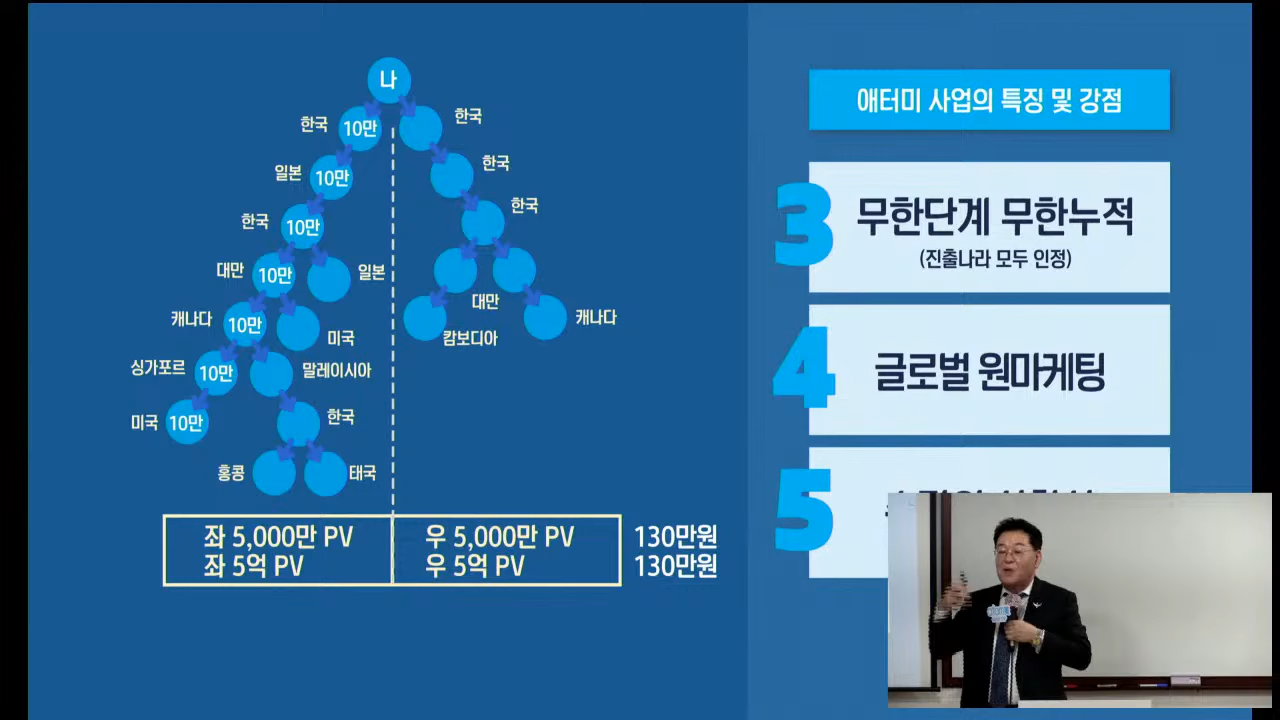 나
한국
10만
한국
일본
10만
한국
한국
10만
한국
대만
10만
일본
대만
캐나다
10만
미국
캄보디아
캐나다
싱가포르
10만
말레이시아
미국
10만
한국
홍콩
태국
좌 5,000만 PV
우 5,000만 PV
130만원
좌 5억 PV
우 5억 PV
130만원
애터미 사업의 특징 및 강점
3
무한단계 무한누적
(진출나라 모두 인정)
4
글로벌 원마케팅
5